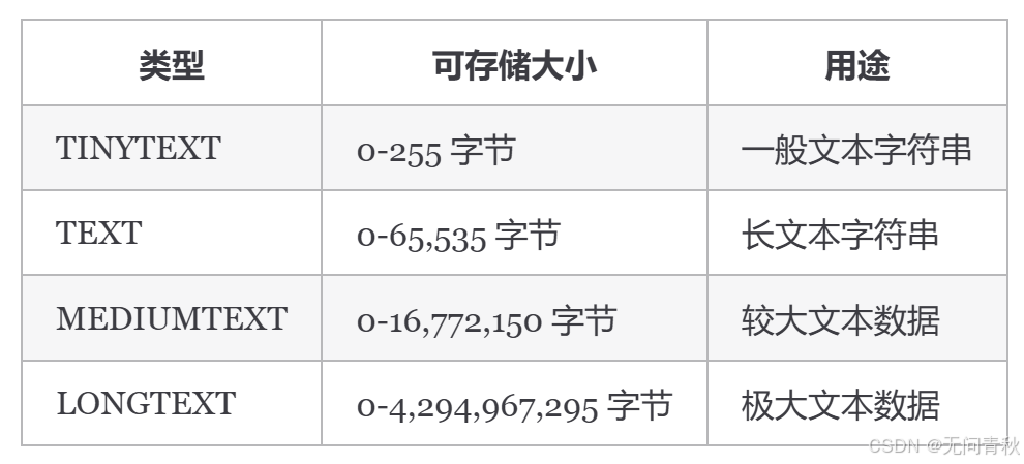 类型 可存储大小 用途
TINYTEXT 0-255 字节 一般文本字符串
TEXT 0-65,535 字节 长文本字符串
MEDIUMTEXT 0-16,772,150 字节 较大文本数据
LONGTEXT 0-4,294,967,295 字节 极大文本数据
CSDN @无问青秋